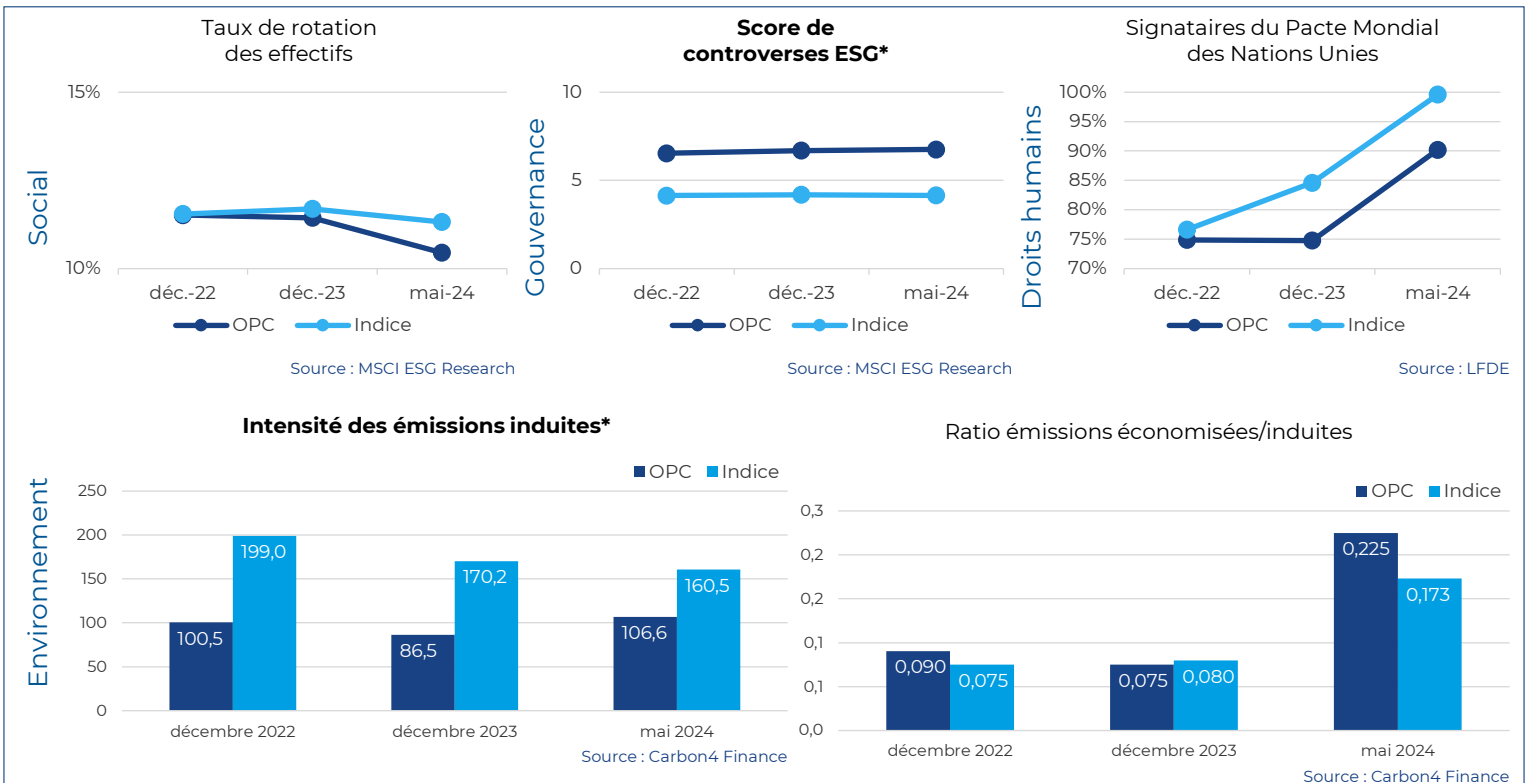 Taux de rotation
des effectifs
Social
15%
10%
déc.-22 déc.-23 mai-24
OPC Indice
Source : MSCI ESG Research
Score de
controverses ESG*
Gouvernance
10
5
0
déc.-22 déc.-23 mai-24
OPC Indice
Source : MSCI ESG Research
Signataires du Pacte Mondial
des Nations Unies
Droits humains
100%
95%
90%
85%
80%
75%
70%
déc.-22 déc.-23 mai-24
OPC Indice
Source : LFDE
Intensité des émissions induites*
Environnement
OPC Indice
250
200
150
100
50
0
100,5 199,0
86,5 170,2
106,6 160,5
décembre 2022 décembre 2023 mai 2024
Source : Carbon4 Finance
Ratio émissions économisées/induites
OPC Indice
0,3
0,2
0,2
0,1
0,1
0,0
0,090 0,075
0,075 0,080
0,225 0,173
décembre 2022 décembre 2023 mai 2024
Source : Carbon4 Finance